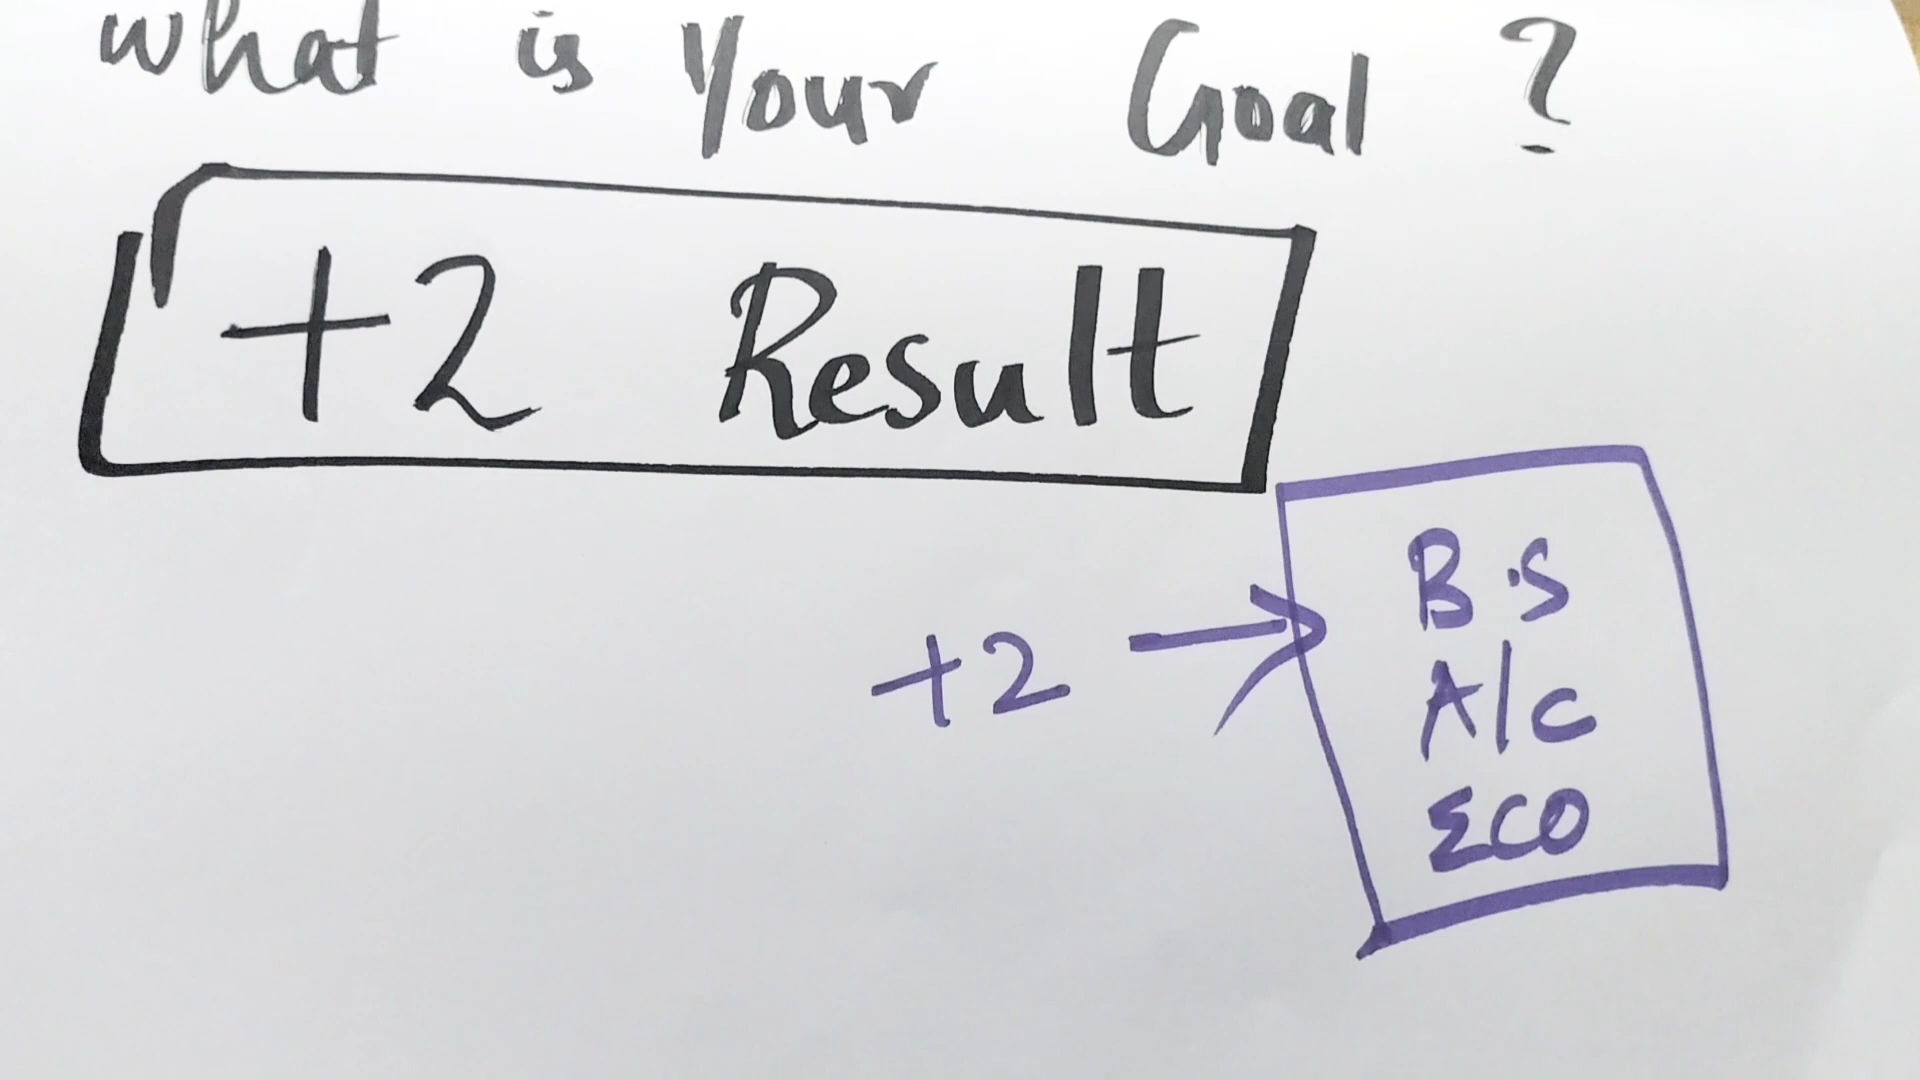 What is Your Goal ?
+2 Result
+2 →
B.S
A/c
ECO